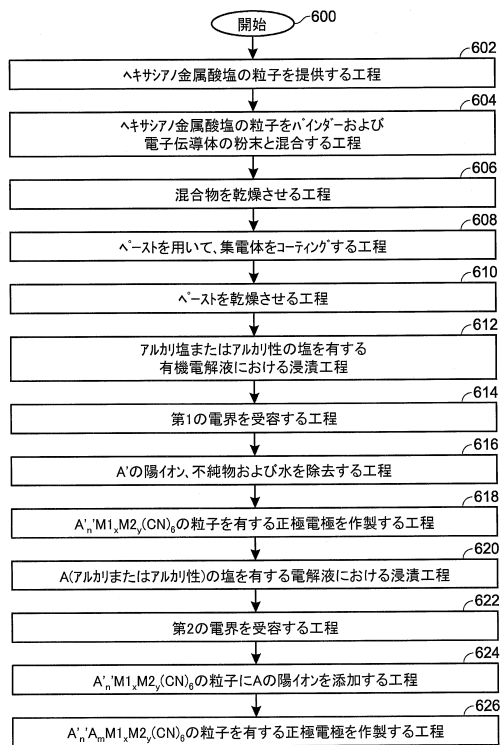 開始
600
602
ヘキサシアノ金属酸塩の粒子を提供する工程
604
ヘキサシアノ金属酸塩の粒子をバインダーおよび
電子伝導体の粉末と混合する工程
606
混合物を乾燥させる工程
608
ペーストを用いて、集電体をコーティングする工程
610
ペーストを乾燥させる工程
612
アルカリ塩またはアルカリ性の塩を有する
有機電解液における浸漬工程
614
第1の電界を受容する工程
616
A'の陽イオン、不純物および水を除去する工程
618
A'ₙ'M1ₓM2ᵧ(CN)₆の粒子を有する正極電極を作製する工程
620
A(アルカリまたはアルカリ性)の塩を有する電解液における浸漬工程
622
第2の電界を受容する工程
624
A'ₙ'M1ₓM2ᵧ(CN)₆の粒子にAの陽イオンを添加する工程
626
A'ₙ'AₘM1ₓM2ᵧ(CN)₆の粒子を有する正極電極を作製する工程